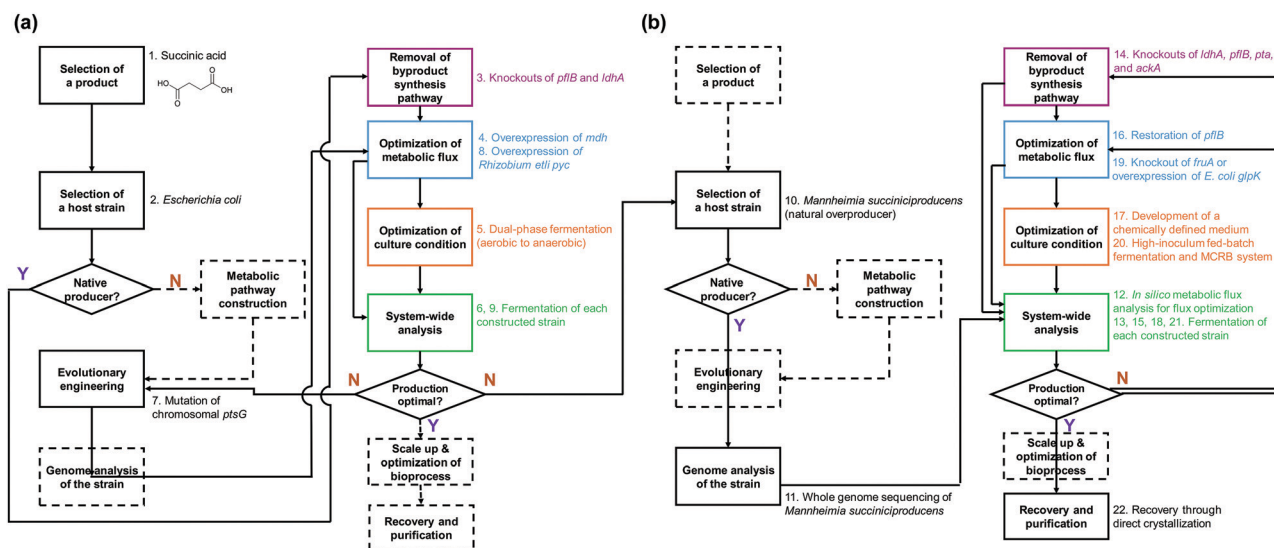 (a)
Selection of
a product
1. Succinic acid
HO
O
O
OH
Selection of
a host strain
2. Escherichia coli
Y
Native
producer?
N
Metabolic
pathway
construction
Evolutionary
engineering
7. Mutation of
chromosomal ptsG
Genome analysis
of the strain
Removal of
byproduct
synthesis
pathway
3. Knockouts of pflB and ldhA
Optimization of
metabolic flux
4. Overexpression of mdh
8. Overexpression of
Rhizobium etli pyc
Optimization of
culture condition
5. Dual-phase fermentation
(aerobic to anaerobic)
System-wide
analysis
6, 9. Fermentation of each
constructed strain
N
Production
optimal?
N
Y
Scale up &
optimization of
bioprocess
Recovery and
purification
(b)
Selection of
a product
Selection of
a host strain
10. Mannheimia succiniciproducens
(natural overproducer)
Native
producer?
N
Y
Metabolic
pathway
construction
Evolutionary
engineering
Genome analysis
of the strain
11. Whole genome sequencing of
Mannheimia succiniciproducens
Removal of
byproduct
synthesis
pathway
14. Knockouts of ldhA, pflB, pta,
and ackA
Optimization of
metabolic flux
16. Restoration of pflB
19. Knockout of fruA or
overexpression of E. coli glpK
Optimization of
culture condition
17. Development of a
chemically defined medium
20. High-inoculum fed-batch
fermentation and MCRB system
System-wide
analysis
12. In silico metabolic flux
analysis for flux optimization
13, 15, 18, 21. Fermentation of
each constructed strain
Production
optimal?
N
Y
Scale up &
optimization of
bioprocess
Recovery and
purification
22. Recovery through
direct crystallization